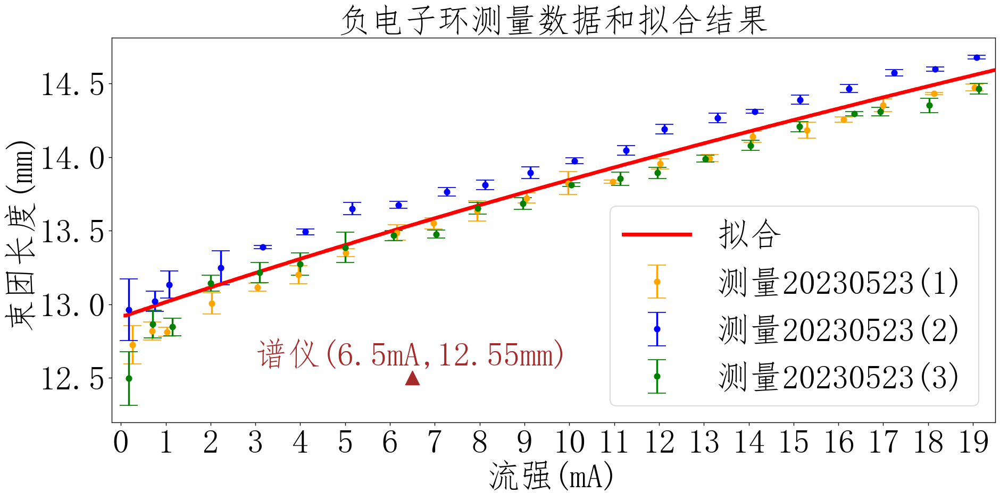 负电子环测量数据和拟合结果
束团长度(mm)
14.5
14.0
13.5
13.0
12.5
谱仪(6.5mA,12.55mm)
拟合
测量20230523(1)
测量20230523(2)
测量20230523(3)
0 1 2 3 4 5 6 7 8 9 10 11 12 13 14 15 16 17 18 19
流强(mA)